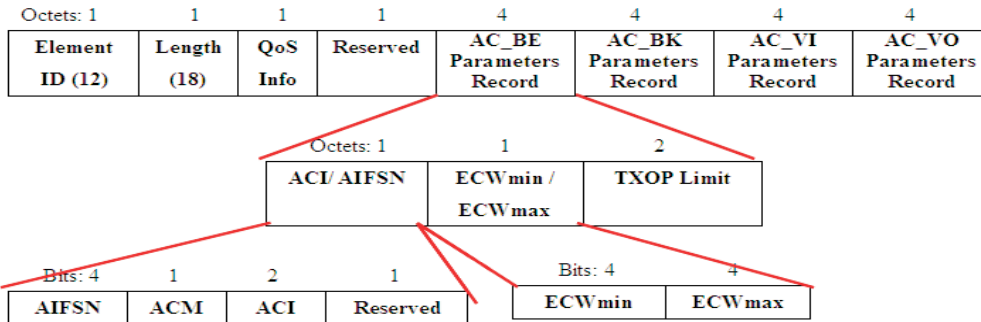 Octets: 1 1 1 1 4 4 4 4
Element ID (12) Length (18) QoS Info Reserved AC_BE Parameters Record AC_BK Parameters Record AC_VI Parameters Record AC_VO Parameters Record
Octets: 1 1 2
ACI/ AIFSN ECWmin / ECWmax TXOP Limit
Bits: 4 1 2 1
AIFSN ACM ACI Reserved
Bits: 4 4
ECWmin ECWmax